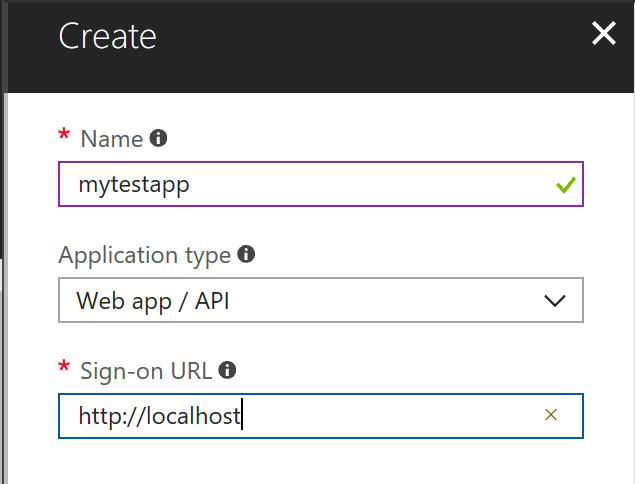 Create
* Name
mytestapp
Application type
Web app / API
* Sign-on URL
http://localhost